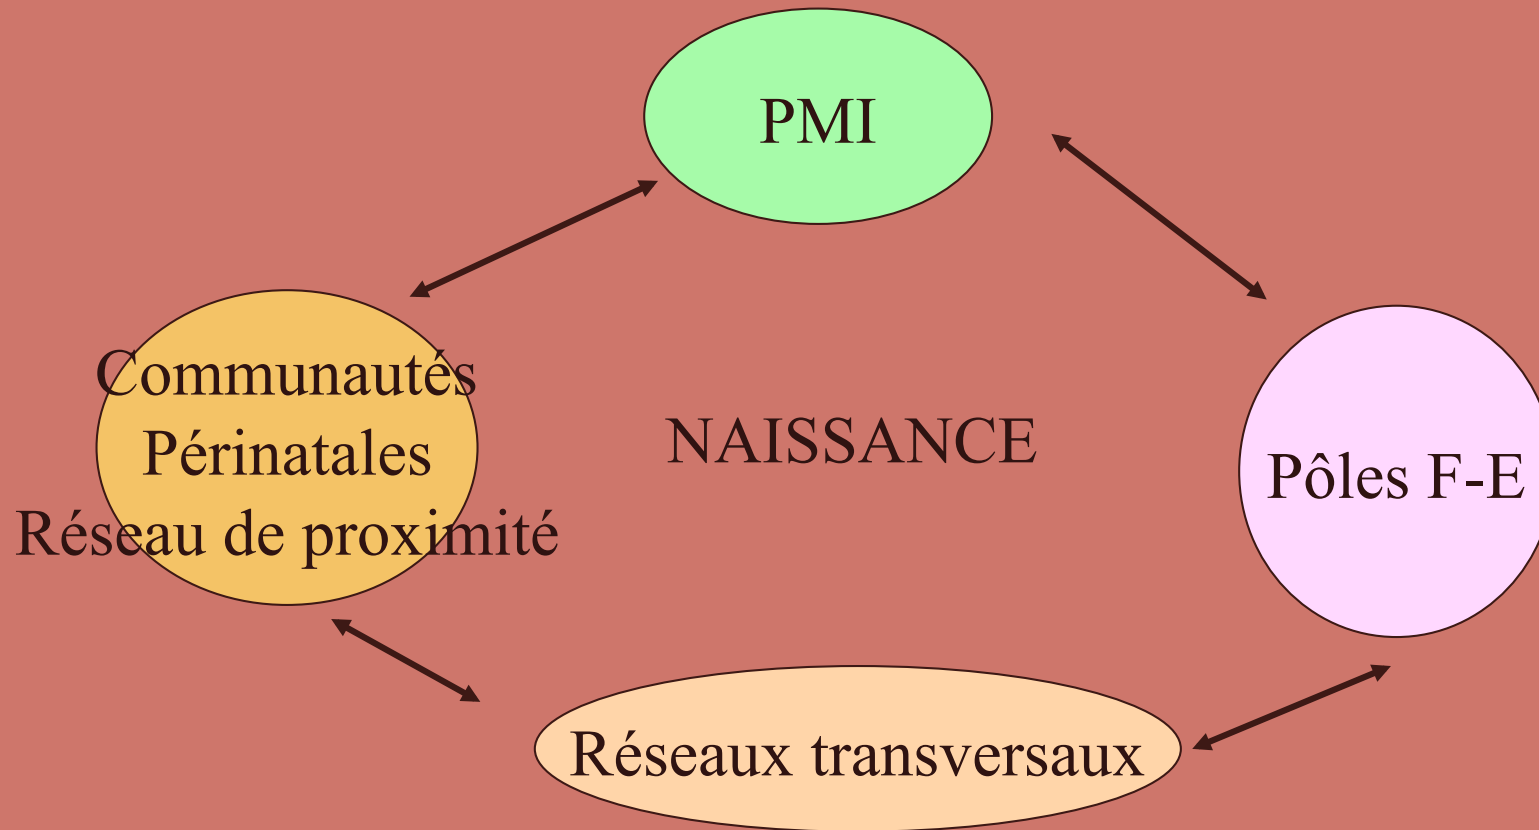 PMI
Communautés
Périnatales
Réseau de proximité
NAISSANCE
Pôles F-E
Réseaux transversaux